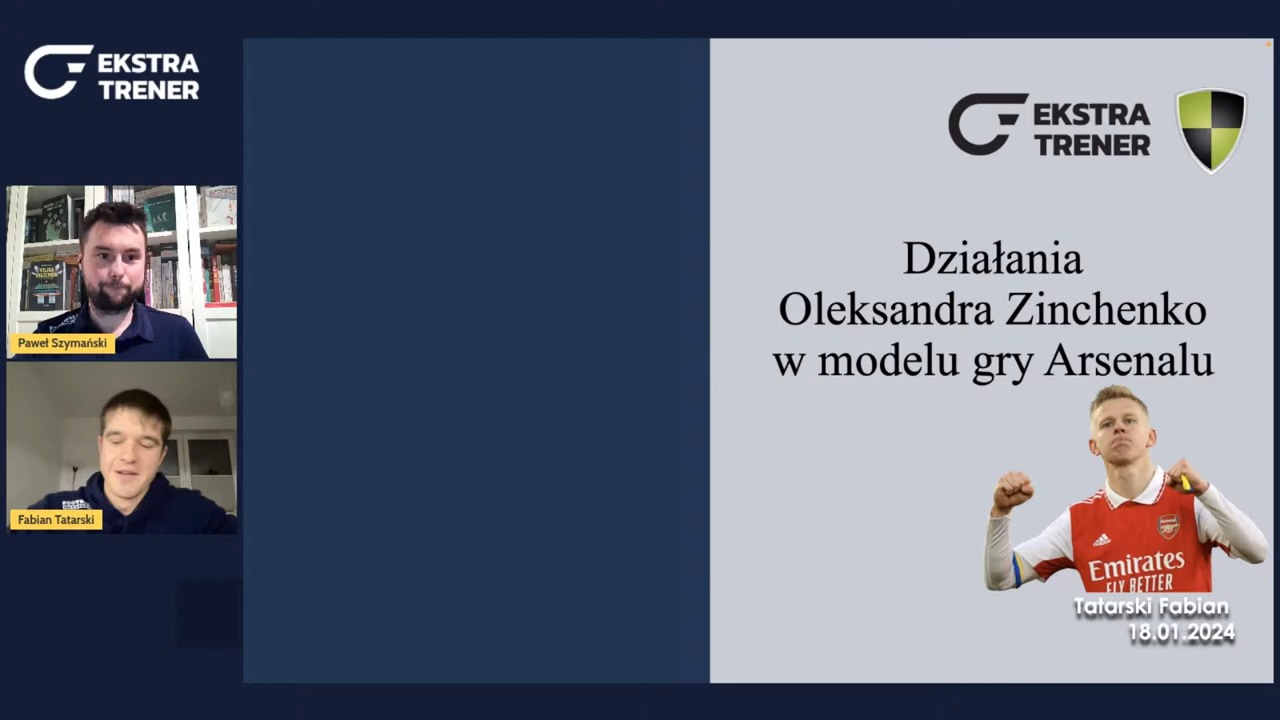 EKSTRA
TRENER
Paweł Szymański
Fabian Tatarski
EKSTRA
TRENER
Działania
Oleksandra Zinchenko
w modelu gry Arsenalu
Arsenal
Emirates
FLY BETTER
Tatarski Fabian
18.01.2024